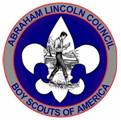 ABRAHAM LINCOLN COUNCIL
BOY SCOUTS OF AMERICA